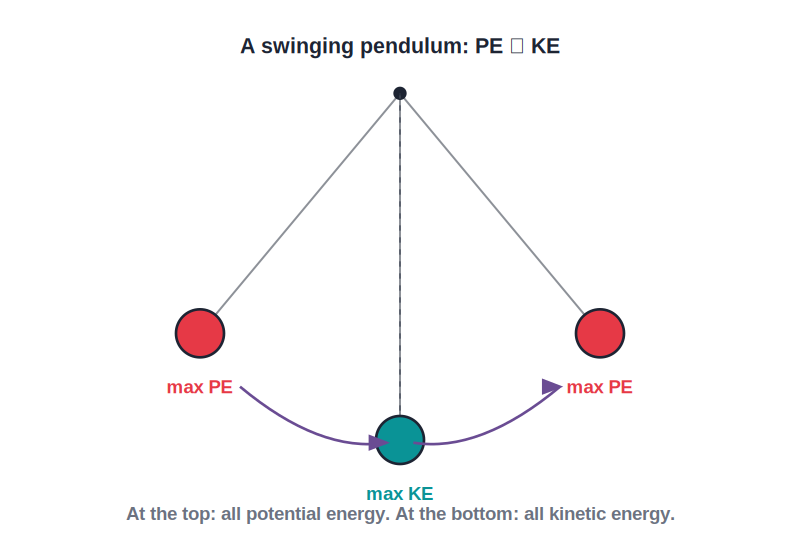 A swinging pendulum: PE □ KE
max PE
max PE
max KE
At the top: all potential energy. At the bottom: all kinetic energy.